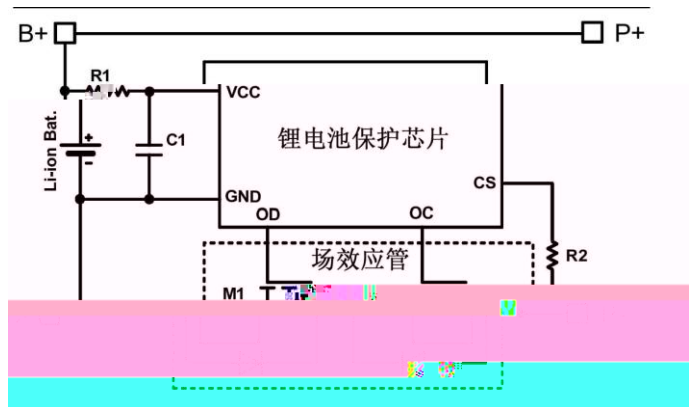 B+ P+
R1
VCC
Li-ion Bat.
+
-
C1
锂电池保护芯片
CS
GND
OD OC
场效应管
R2
M1